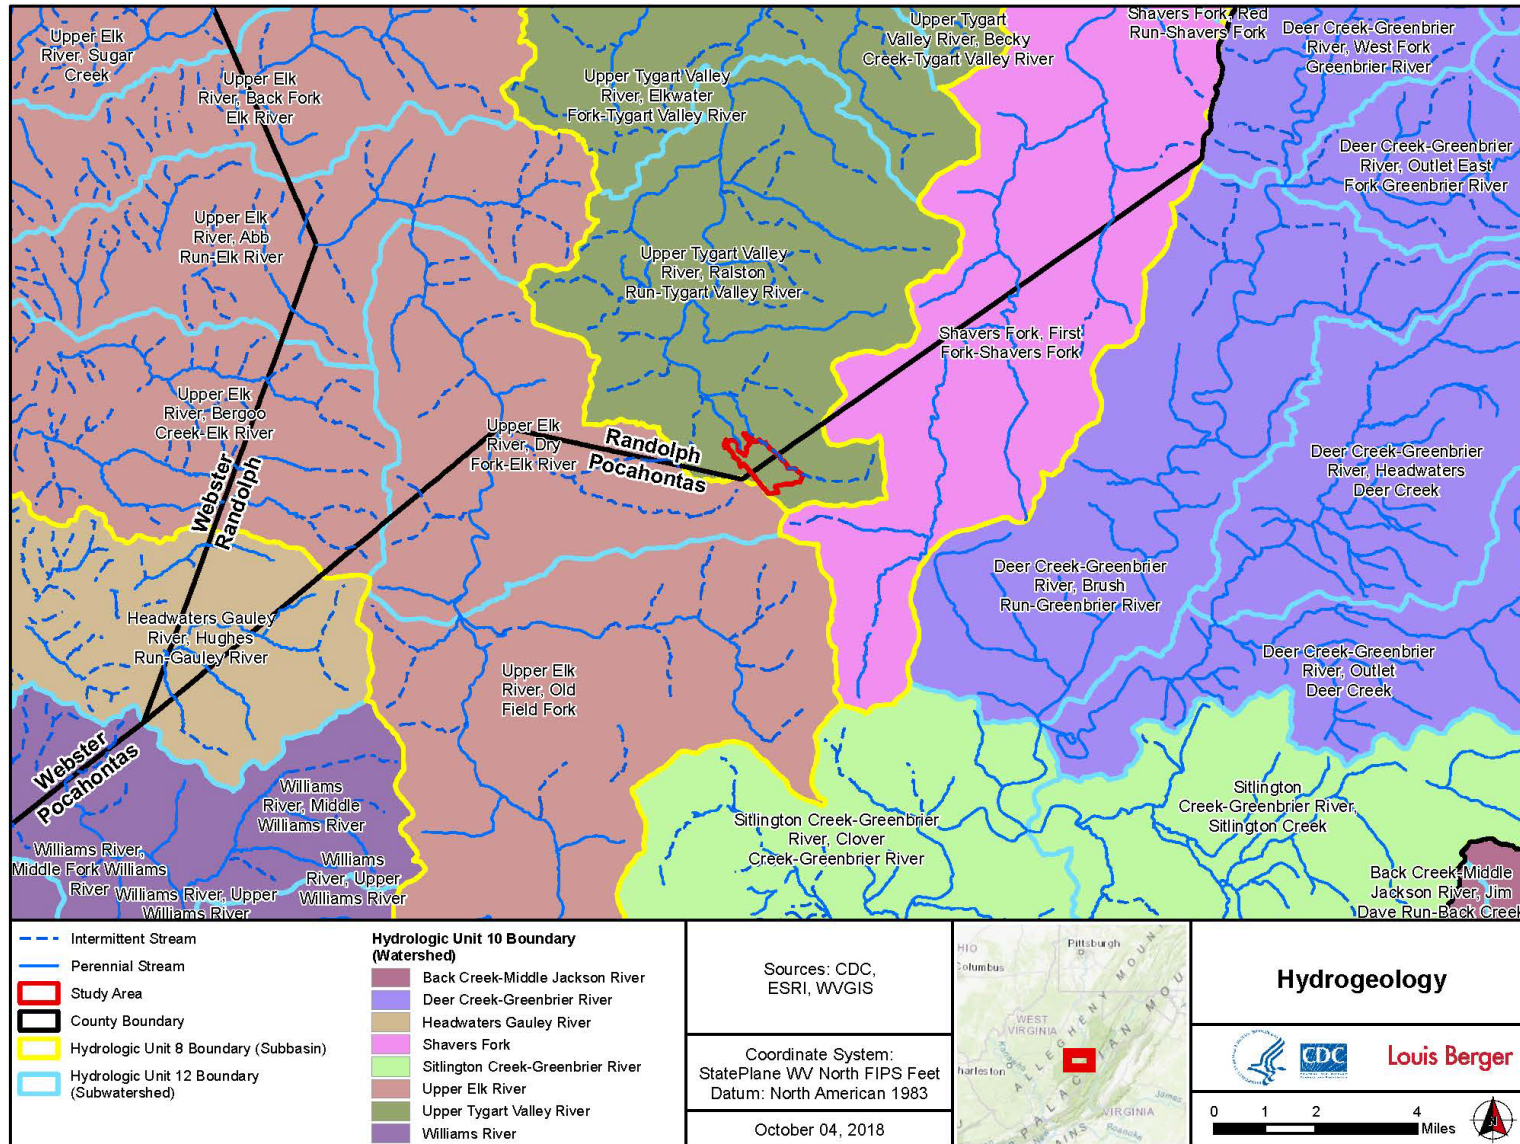 Upper Elk
River, Sugar
Creek
Upper Elk
River, Back Fork
Elk River
Upper Tygart Valley
River, Elkwater
Fork-Tygart Valley River
Upper Tygart
Valley River, Becky
Creek-Tygart Valley River
Shavers Fork, Red
Run-Shavers Fork
Deer Creek-Greenbrier
River, West Fork
Greenbrier River
Deer Creek-Greenbrier
River, Outlet East
Fork Greenbrier River
Upper Elk
River, Abb
Run-Elk River
Upper Tygart Valley
River, Ralston
Run-Tygart Valley River
Shavers Fork, First
Fork-Shavers Fork
Upper Elk
River, Bergoo
Creek-Elk River
Upper Elk
River, Dry
Fork-Elk River
Randolph
Pocahontas
Webster
Randolph
Deer Creek-Greenbrier
River, Headwaters
Deer Creek
Deer Creek-Greenbrier
River, Brush
Run-Greenbrier River
Headwaters Gauley
River, Hughes
Run-Gauley River
Upper Elk
River, Old
Field Fork
Deer Creek-Greenbrier
River, Outlet
Deer Creek
Webster
Pocahontas
Williams
River, Middle
Williams River
Williams River,
Middle Fork Williams
River
Williams River, Upper
Williams River
Williams
River, Upper
Williams River
Sitlington Creek-Greenbrier
River, Clover
Creek-Greenbrier River
Sitlington
Creek-Greenbrier River,
Sitlington Creek
Back Creek-Middle
Jackson River, Jim
Dave Run-Back Creek
Intermittent Stream
Perennial Stream
Study Area
County Boundary
Hydrologic Unit 8 Boundary (Subbasin)
Hydrologic Unit 12 Boundary
(Subwatershed)
Hydrologic Unit 10 Boundary
(Watershed)
Back Creek-Middle Jackson River
Deer Creek-Greenbrier River
Headwaters Gauley River
Shavers Fork
Sitlington Creek-Greenbrier River
Upper Elk River
Upper Tygart Valley River
Williams River
Sources: CDC,
ESRI, WVGIS
Coordinate System:
StatePlane WV North FIPS Feet
Datum: North American 1983
October 04, 2018
HIO
Columbus
Pittsburgh
WEST
VIRGINIA
harleston
Kanawha
ALLEGHENY MOUN
PALACHIAN MOU
AINS
VIRGINIA
James
Roanoke
Hydrogeology
CDC
Louis Berger
0 1 2 4
Miles
N